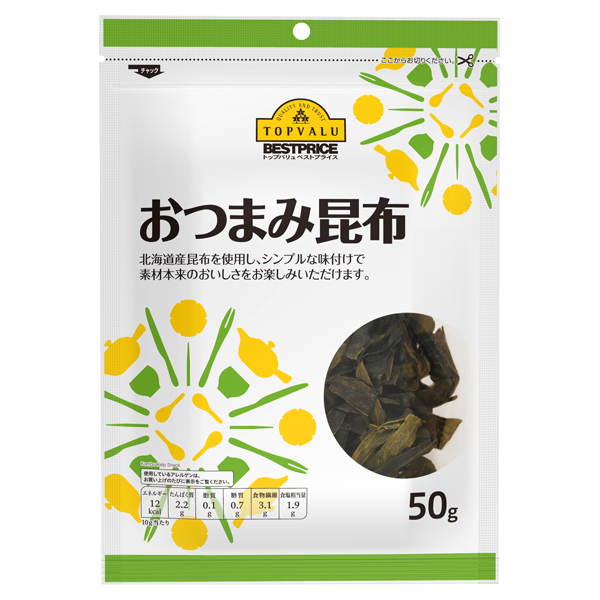 チャック
ここからお切りください。
QUALITY AND TRUST
TOPVALU
BESTPRICE
トップバリュ ベストプライス
おつまみ昆布
北海道産昆布を使用し、シンプルな味付けで
素材本来のおいしさをお楽しみいただけます。
Kombu Kelp Snack
使用しているアレルゲンは、
お買い上げのたびに表示をご覧ください。
エネルギー たんぱく質 脂質 糖質 食物繊維 食塩相当量
12 kcal 2.2 g 0.1 g 0.7 g 3.1 g 1.9 g
10g当たり
50g